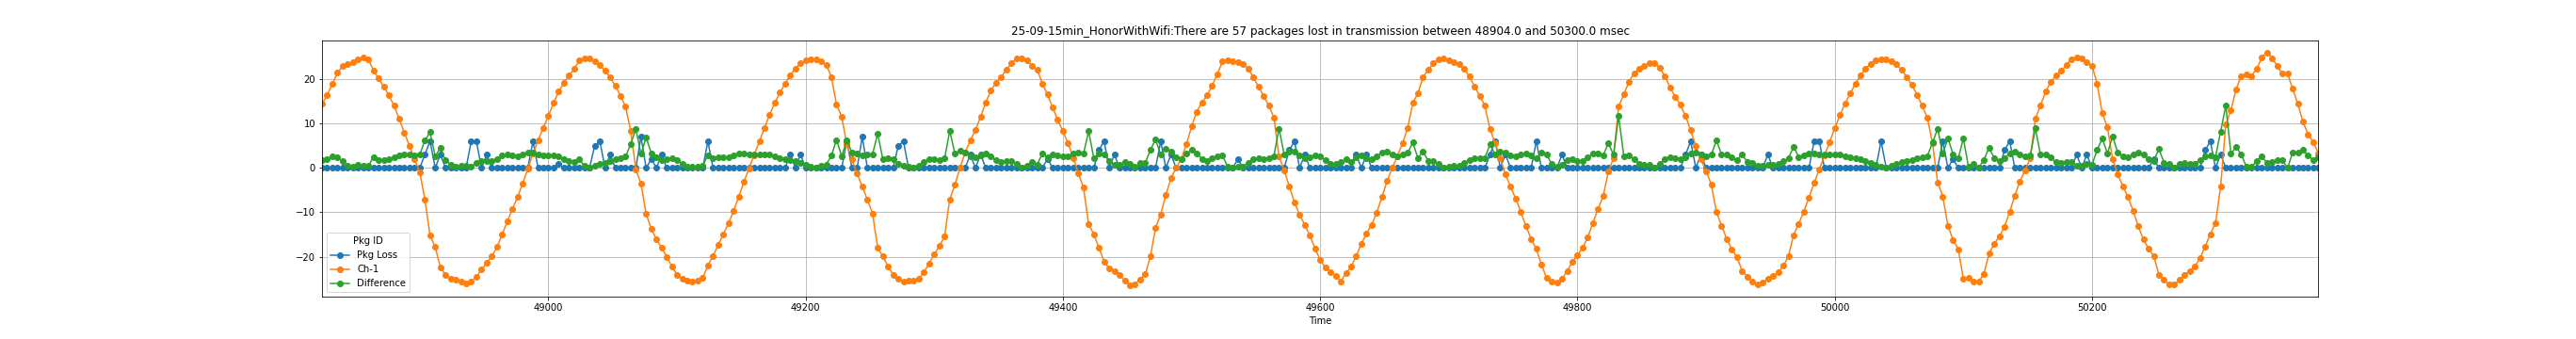 25-09-15min_HonorWithWifi:There are 57 packages lost in transmission between 48904.0 and 50300.0 msec
20
10
0
−10
−20
Pkg ID
Pkg Loss
Ch-1
Difference
49000 49200 49400 49600 49800 50000 50200
Time